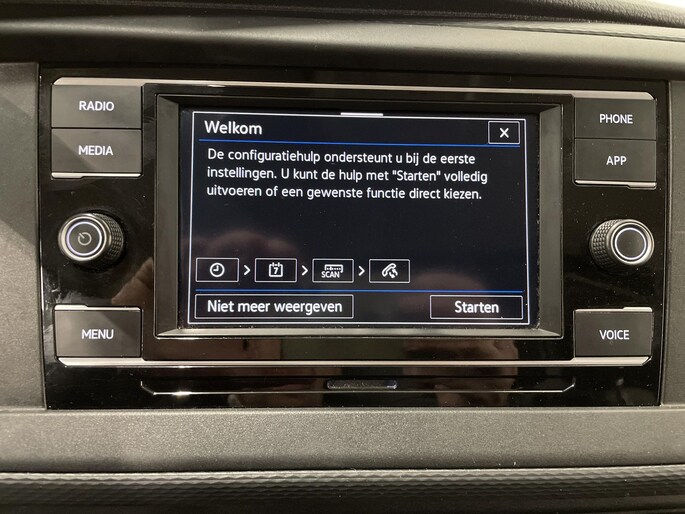 RADIO
MEDIA
MENU
PHONE
APP
VOICE
Welkom
X
De configuratiehulp ondersteunt u bij de eerste
instellingen. U kunt de hulp met "Starten" volledig
uitvoeren of een gewenste functie direct kiezen.
7
SCAN
Niet meer weergeven
Starten